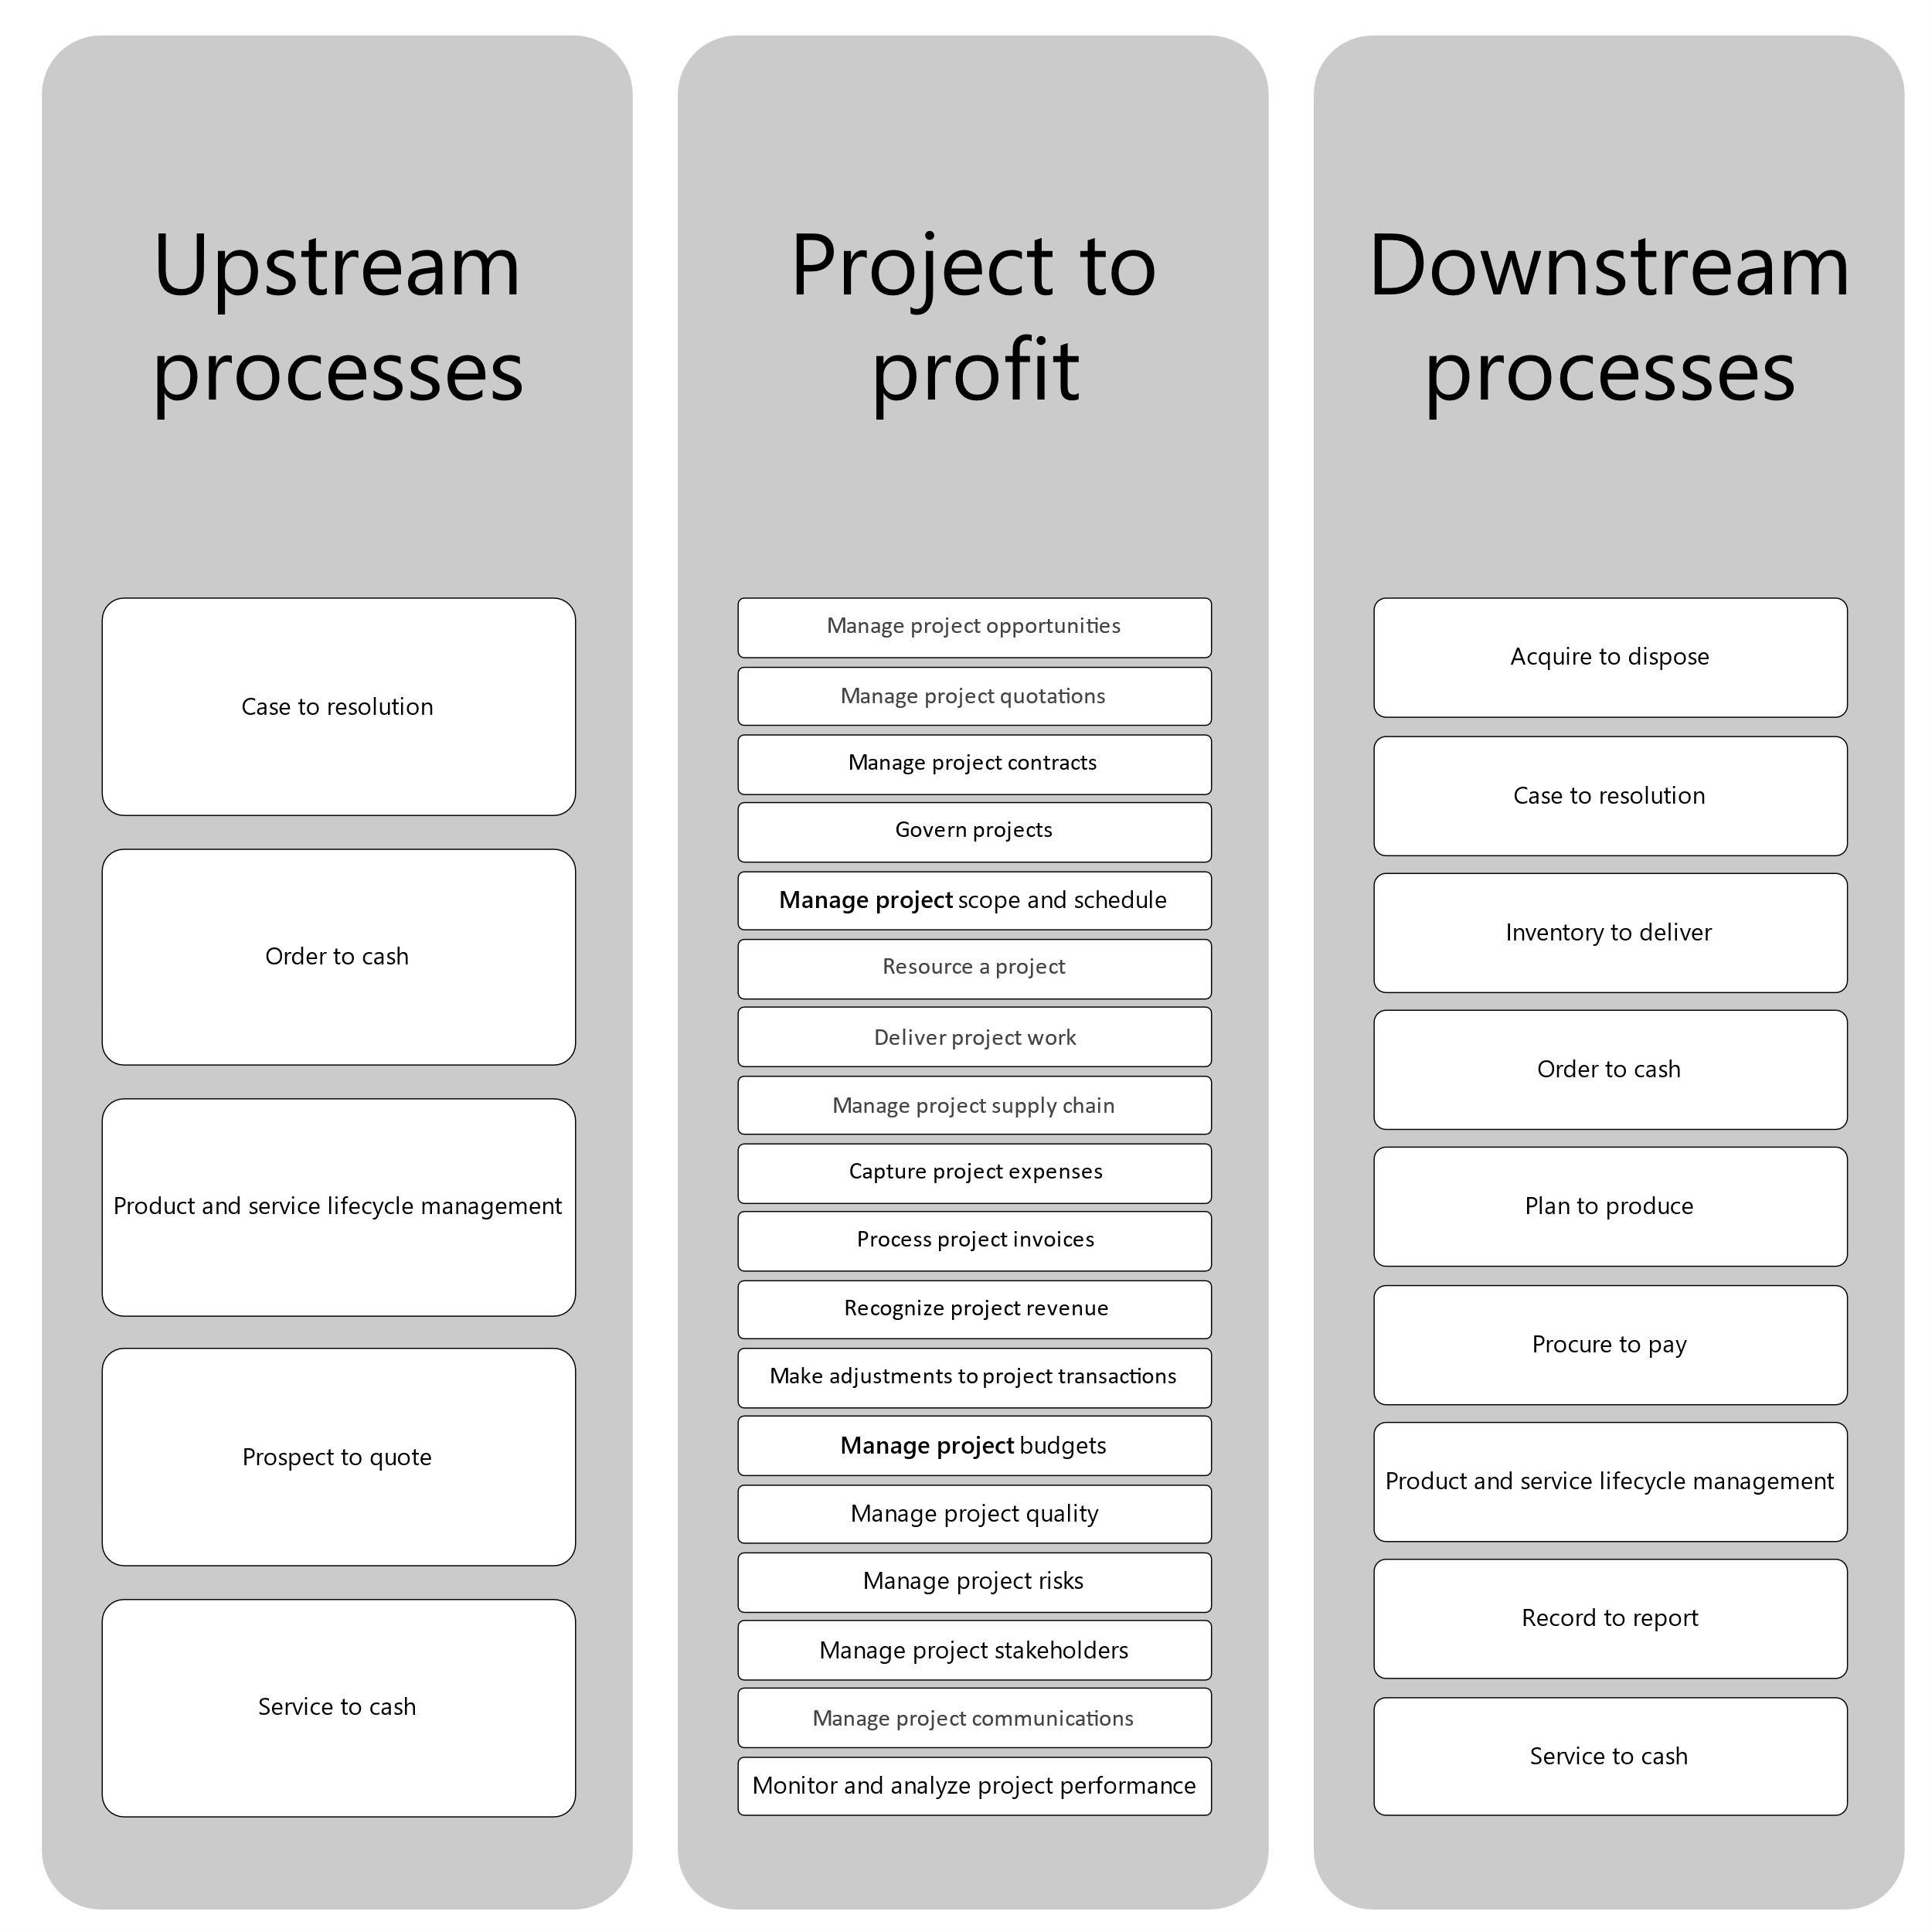 Upstream
processes
Case to resolution
Order to cash
Product and service lifecycle management
Prospect to quote
Service to cash
Project to
profit
Manage project opportunities
Manage project quotations
Manage project contracts
Govern projects
Manage project scope and schedule
Resource a project
Deliver project work
Manage project supply chain
Capture project expenses
Process project invoices
Recognize project revenue
Make adjustments to project transactions
Manage project budgets
Manage project quality
Manage project risks
Manage project stakeholders
Manage project communications
Monitor and analyze project performance
Downstream
processes
Acquire to dispose
Case to resolution
Inventory to deliver
Order to cash
Plan to produce
Procure to pay
Product and service lifecycle management
Record to report
Service to cash